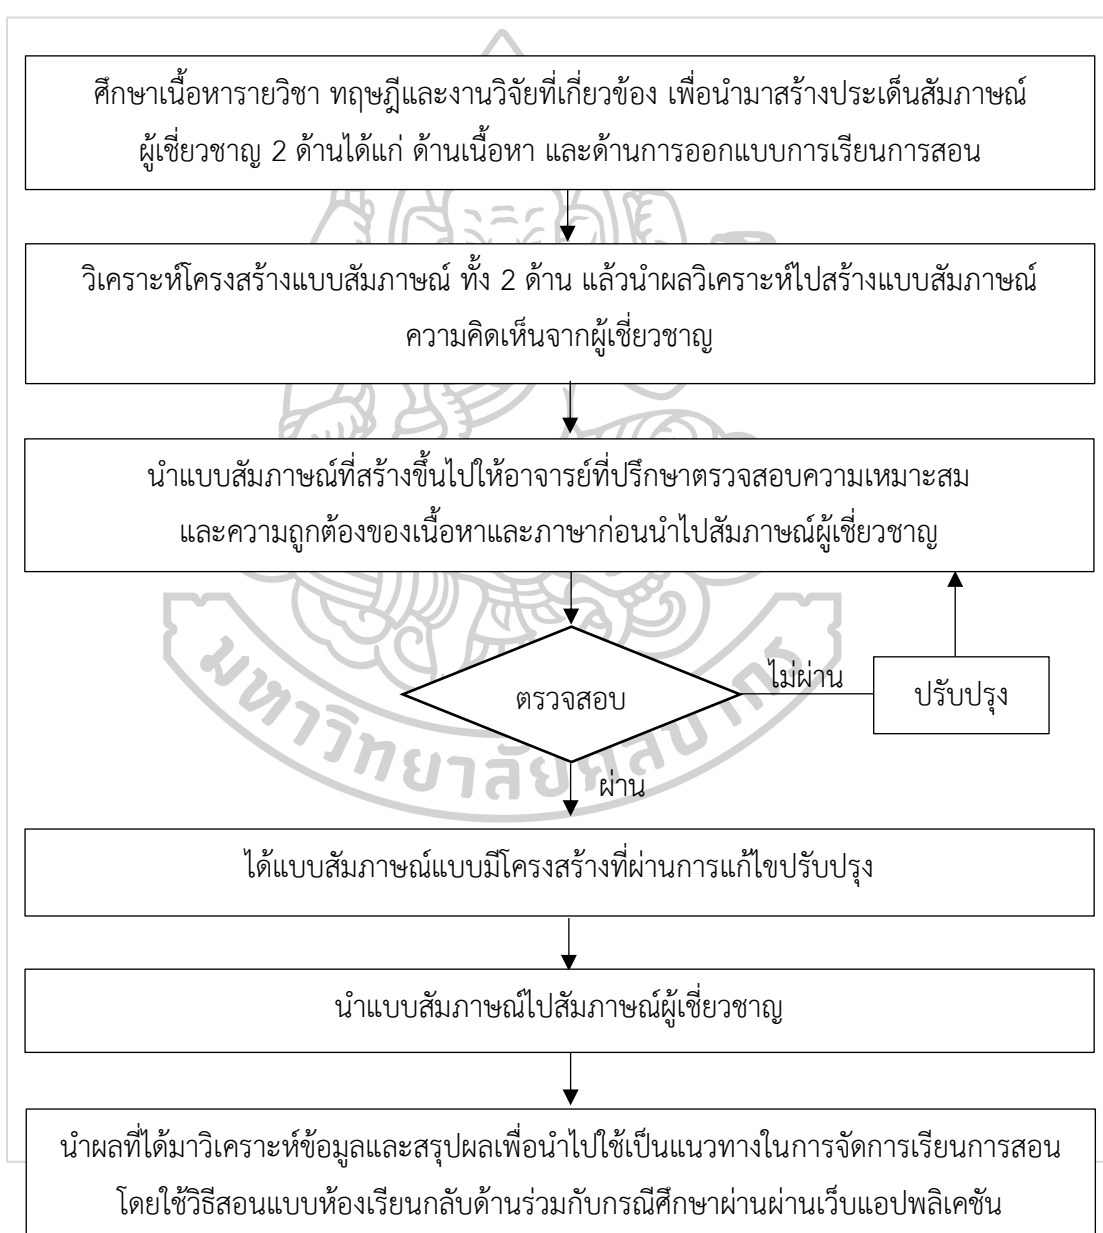 ศึกษาเนื้อหารายวิชา ทฤษฎีและงานวิจัยที่เกี่ยวข้อง เพื่อนำมาสร้างประเด็นสัมภาษณ์
ผู้เชี่ยวชาญ 2 ด้านได้แก่ ด้านเนื้อหา และด้านการออกแบบการเรียนการสอน
วิเคราะห์โครงสร้างแบบสัมภาษณ์ ทั้ง 2 ด้าน แล้วนำผลวิเคราะห์ไปสร้างแบบสัมภาษณ์
ความคิดเห็นจากผู้เชี่ยวชาญ
นำแบบสัมภาษณ์ที่สร้างขึ้นไปให้อาจารย์ที่ปรึกษาตรวจสอบความเหมาะสม
และความถูกต้องของเนื้อหาและภาษาก่อนนำไปสัมภาษณ์ผู้เชี่ยวชาญ
ตรวจสอบ
ไม่ผ่าน
ปรับปรุง
มหาวิทยาลัยศิลปากร
ผ่าน
ได้แบบสัมภาษณ์แบบมีโครงสร้างที่ผ่านการแก้ไขปรับปรุง
นำแบบสัมภาษณ์ไปสัมภาษณ์ผู้เชี่ยวชาญ
นำผลที่ได้มาวิเคราะห์ข้อมูลและสรุปผลเพื่อนำไปใช้เป็นแนวทางในการจัดการเรียนการสอน
โดยใช้วิธีสอนแบบห้องเรียนกลับด้านร่วมกับกรณีศึกษาผ่านผ่านเว็บแอปพลิเคชัน